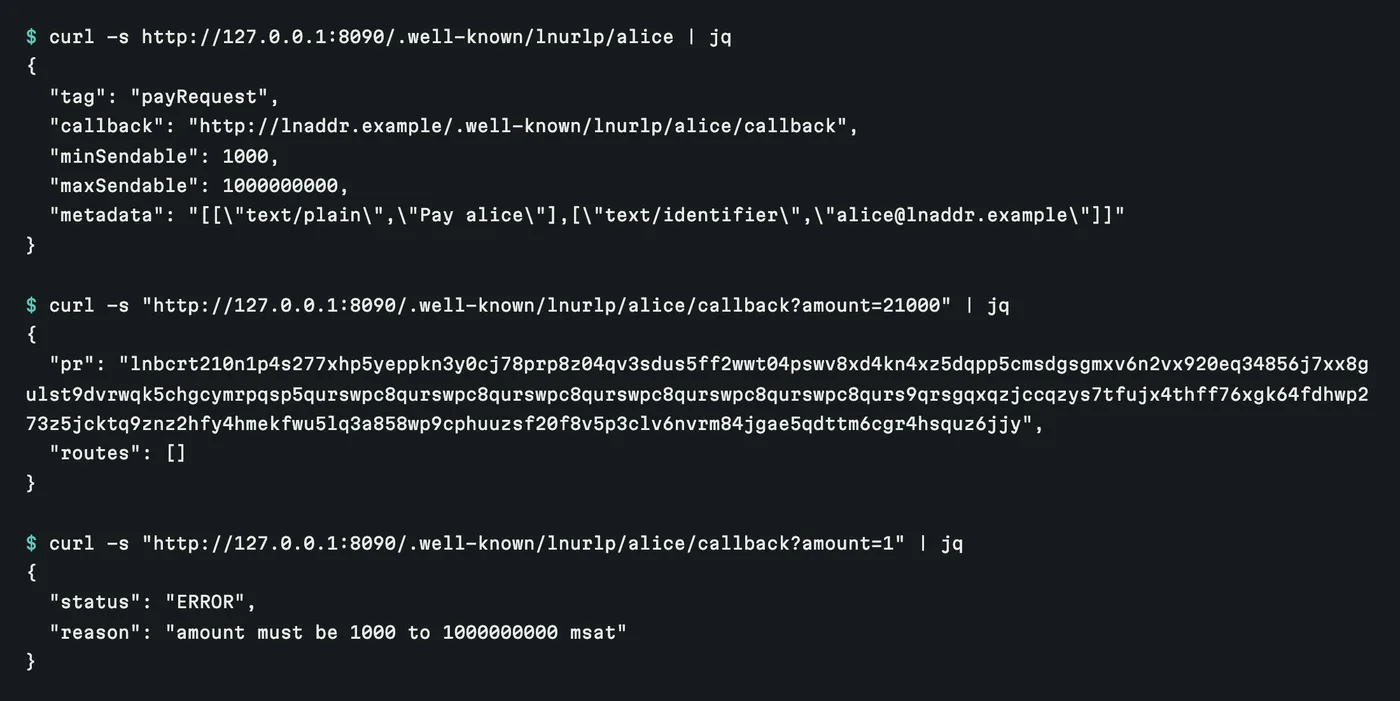 $ curl -s http://127.0.0.1:8090/.well-known/lnurlp/alice | jq
{
  "tag": "payRequest",
  "callback": "http://lnaddr.example/.well-known/lnurlp/alice/callback",
  "minSendable": 1000,
  "maxSendable": 1000000000,
  "metadata": "[[\"text/plain\",\"Pay alice\"],[\"text/identifier\",\"alice@lnaddr.example\"]]"
}
$ curl -s "http://127.0.0.1:8090/.well-known/lnurlp/alice/callback?amount=21000" | jq
{
  "pr": "lnbcrt210n1p4s277xhp5yeppkn3y0cj78prp8z04qv3sdus5ff2wwt04pswv8xd4kn4xz5dqpp5cmsdgsgmxv6n2vx920eq34856j7xx8g
ulst9dvrwqk5chgcymrpqsp5qurswpc8qurswpc8qurswpc8qurswpc8qurswpc8qurswpc8qurs9qrsgqxqzjccqzys7tfujx4thff76xgk64fdhwp2
73z5jcktq9znz2hfy4hmekfwu5lq3a858wp9cphuuzsf20f8v5p3clv6nvrm84jgae5qdttm6cgr4hsquz6jjy",
  "routes": []
}
$ curl -s "http://127.0.0.1:8090/.well-known/lnurlp/alice/callback?amount=1" | jq
{
  "status": "ERROR",
  "reason": "amount must be 1000 to 1000000000 msat"
}